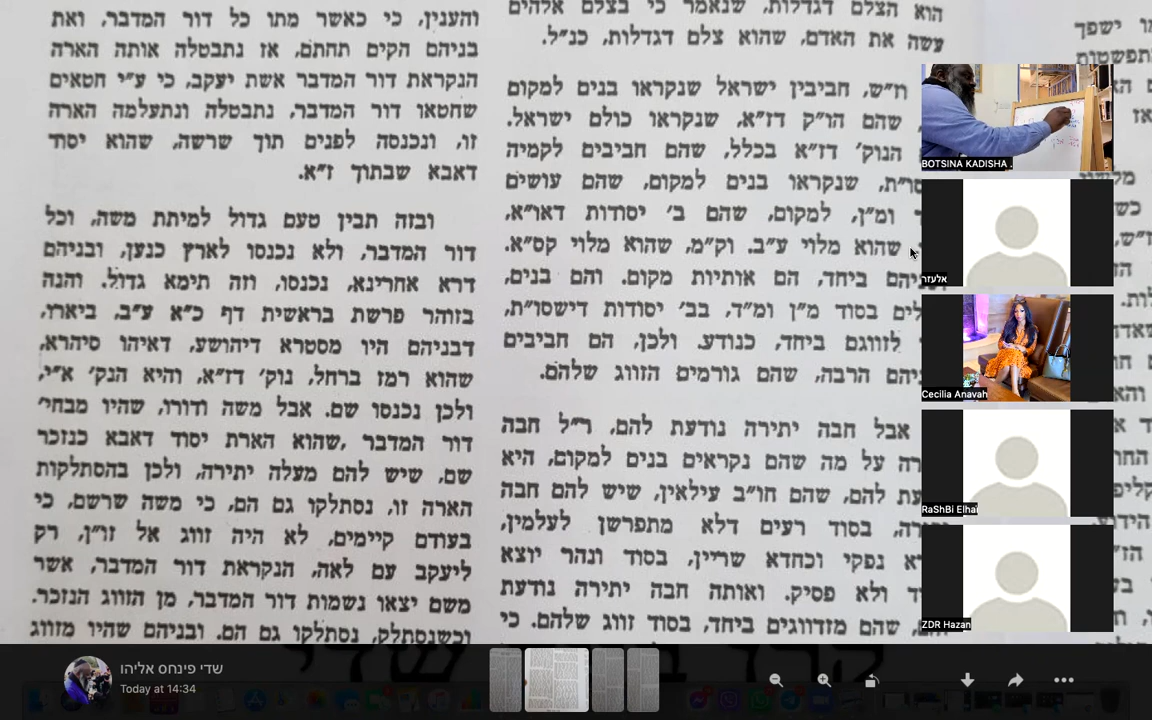 הוא הצלם דגדלות, שנאמר כי בצלם אלהים
עשה את האדם, שהוא צלם דגדלות, כנ״ל.
וז״ש, חביבין ישראל שנקראו בנים למקום
שהם הו״ק דז״א, שנקראו כולם ישראל.
הנוק׳ דז״א בכלל, שהם חביבים לקמיה
שנקראו בנים למקום, שהם עושים
ומ״ן, למקום, שהם ב׳ יסודות דאו״א,
שהוא מלוי ע״ב. וק״מ, שהוא מלוי קס״א.
ביחד, הם אותיות מקום. והם בנים,
בסוד מ״ן ומ״ד, בב׳ יסודות דישסו״ת,
לזווגם ביחד, כנודע. ולכן, הם חביבים
הרבה, שהם גורמים הזווג שלהם.
אבל חבה יתירה נודעת להם, ר״ל חבה
על מה שהם נקראים בנים למקום, היא
להם, שהם חו״ב עילאין, שיש להם חבה
בסוד רעים דלא מתפרשן לעלמין,
נפקי וכחדא שריין, בסוד ונהר יוצא
ולא פסיק. ואותה חבה יתירה נודעת
שהם מזדווגים ביחד, בסוד זווג שלהם. כי
והענין, כי כאשר מתו כל דור המדבר, ואת
בניהם הקים תחתם, אז נתבטלה אותה הארה
הנקראת דור המדבר אשת יעקב, כי ע״י חטאים
שחטאו דור המדבר, נתבטלה ונתעלמה הארה
זו, ונכנסה לפנים תוך שרשה, שהוא יסוד
דאבא שבתוך ז״א.
ובזה תבין טעם גדול למיתת משה, וכל
דור המדבר, ולא נכנסו לארץ כנען, ובניהם
דרא אחרינא, נכנסו, וזה תימא גדול. והנה
בזוהר פרשת בראשית דף כ״א ע״ב, ביארו,
דבניהם היו מסטרא דיהושע, דאיהו סיהרא,
שהוא רמז ברחל, נוק׳ דז״א, והיא הנק׳ א״י,
ולכן נכנסו שם. אבל משה ודורו, שהיו מבחי׳
דור המדבר, שהוא הארת יסוד דאבא כנזכר
שם, שיש להם מעלה יתירה, ולכן בהסתלקות
הארה זו, נסתלקו גם הם, כי משה שרשם, כי
בעודם קיימים, לא היה זווג אל זו״ן, רק
ליעקב עם לאה, הנקראת דור המדבר, אשר
משם יצאו נשמות דור המדבר, מן הזווג הנזכר.
וכשנסתלק, נסתלקו גם הם. ובניהם שהיו מזווג
BOTSINA KADISHA .
אלעזר
Cecilia Anavah
RaShBi Elhai
ZDR Hazan
שדי פינחס אליהו
Today at 14:34